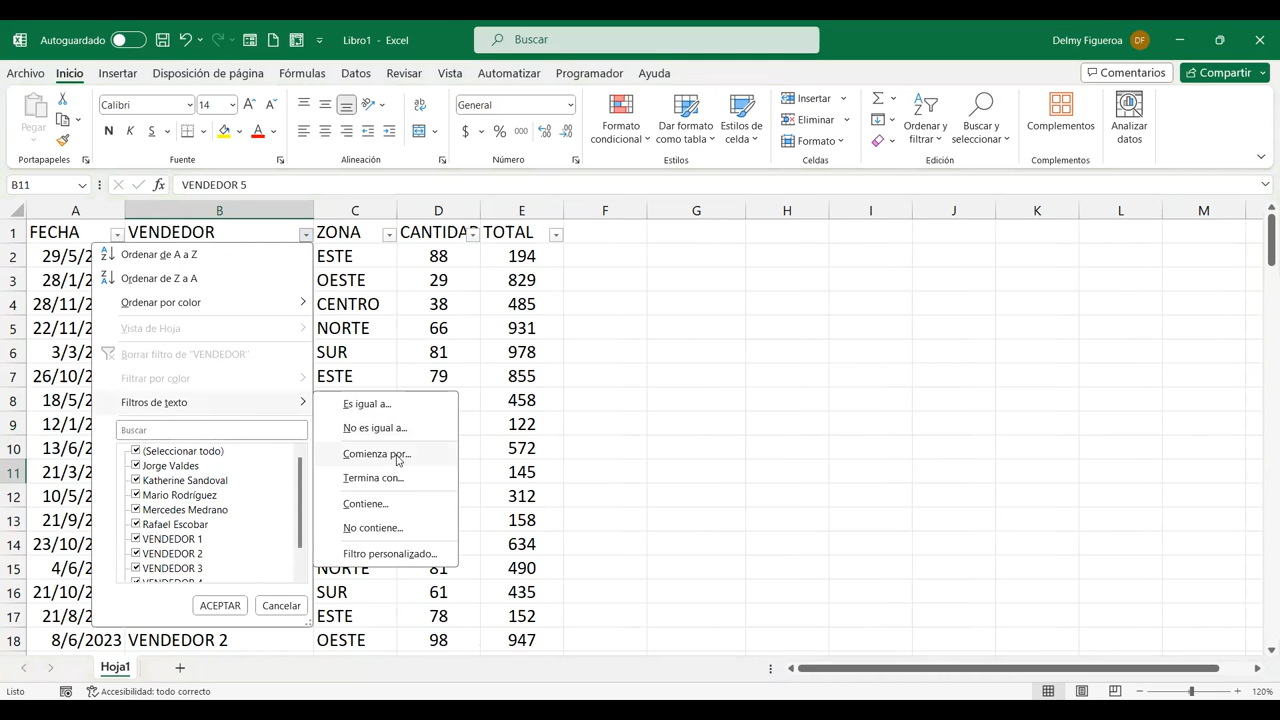 Autoguardado
Libro1 - Excel
Buscar
Delmy Figueroa DF
Archivo Inicio Insertar Disposición de página Fórmulas Datos Revisar Vista Automatizar Programador Ayuda
Comentarios Compartir
Pegar
Calibri 14
N K S
General
$ % 000
Formato condicional
Dar formato como tabla
Estilos de celda
Insertar
Eliminar
Formato
Ordenar y filtrar
Buscar y seleccionar
Complementos
Analizar datos
Portapapeles Fuente Alineación Número Estilos Celdas Edición Complementos
B11 fx VENDEDOR 5
A B C D E F G H I J K L M
1 FECHA VENDEDOR ZONA CANTIDAD TOTAL
2 29/5/2 ESTE 88 194
3 28/1/2 OESTE 29 829
4 28/11/2 CENTRO 38 485
5 22/11/2 NORTE 66 931
6 3/3/2 SUR 81 978
7 26/10/2 ESTE 79 855
8 18/5/2 458
9 12/1/2 122
10 13/6/2 572
11 21/3/2 145
12 10/5/2 312
13 21/9/2 158
14 23/10/2 634
15 4/6/2 NORTE 81 490
16 21/10/2 SUR 61 435
17 21/8/2 ESTE 78 152
18 8/6/2023 VENDEDOR 2 OESTE 98 947
Ordenar de A a Z
Ordenar de Z a A
Ordenar por color
Vista de Hoja
Borrar filtro de "VENDEDOR"
Filtrar por color
Filtros de texto
Buscar
(Seleccionar todo)
Jorge Valdes
Katherine Sandoval
Mario Rodríguez
Mercedes Medrano
Rafael Escobar
VENDEDOR 1
VENDEDOR 2
VENDEDOR 3
VENDEDOR 4
ACEPTAR Cancelar
Es igual a...
No es igual a...
Comienza por...
Termina con...
Contiene...
No contiene...
Filtro personalizado...
Hoja1
Listo
Accesibilidad: todo correcto
120%